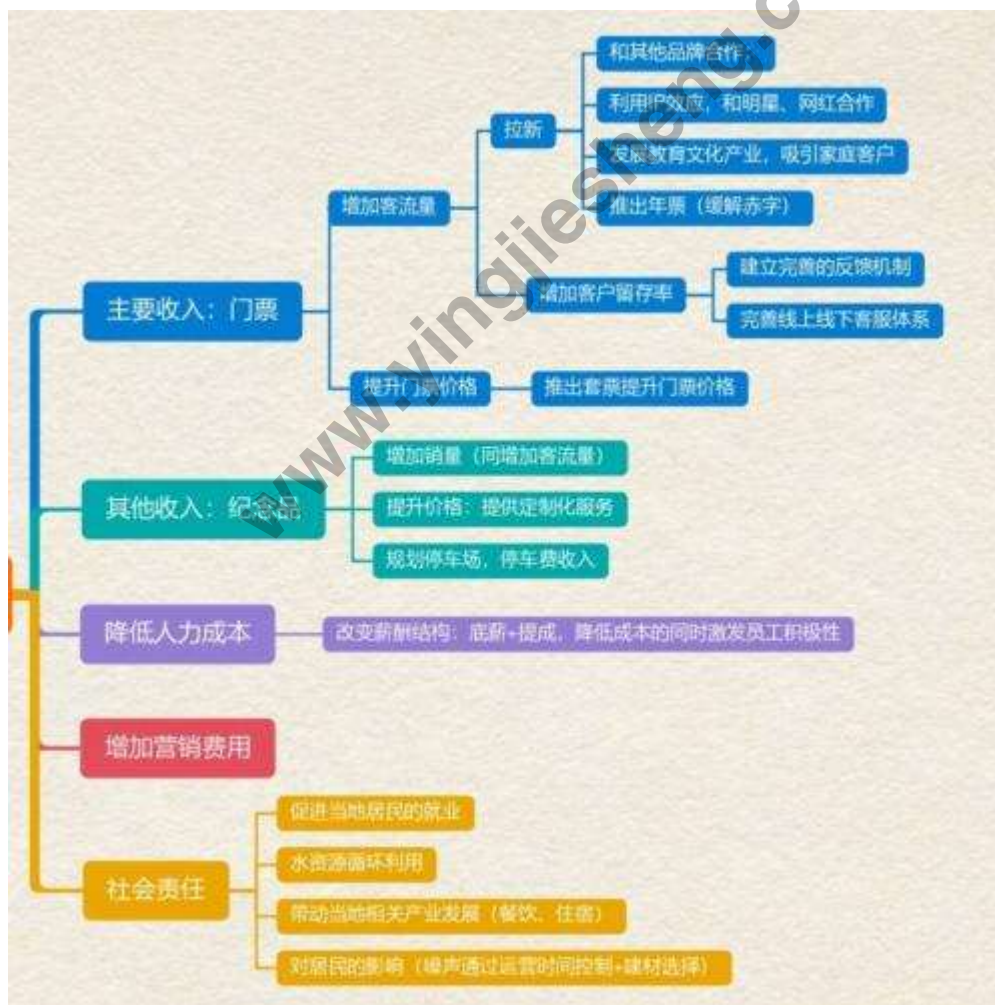 和其他品牌合作;
利用IP效应，和明星、网红合作
拉新
发展教育文化产业，吸引家庭客户
推出年票（缓解赤字）
增加客流量
建立完善的反馈机制
增加客户留存率
完善线上线下客服体系
主要收入：门票
提升门票价格
推出套票提升门票价格
增加销量（同增加客流量）
其他收入：纪念品
提升价格：提供定制化服务
规划停车场，停车费收入
降低人力成本
改变薪酬结构：底薪+提成，降低成本的同时激发员工积极性
增加营销费用
促进当地居民的就业
水资源循环利用
社会责任
带动当地相关产业发展（餐饮、住宿）
对居民的影响（噪声通过运营时间控制+建材选择）
www.yingjiesheng.c